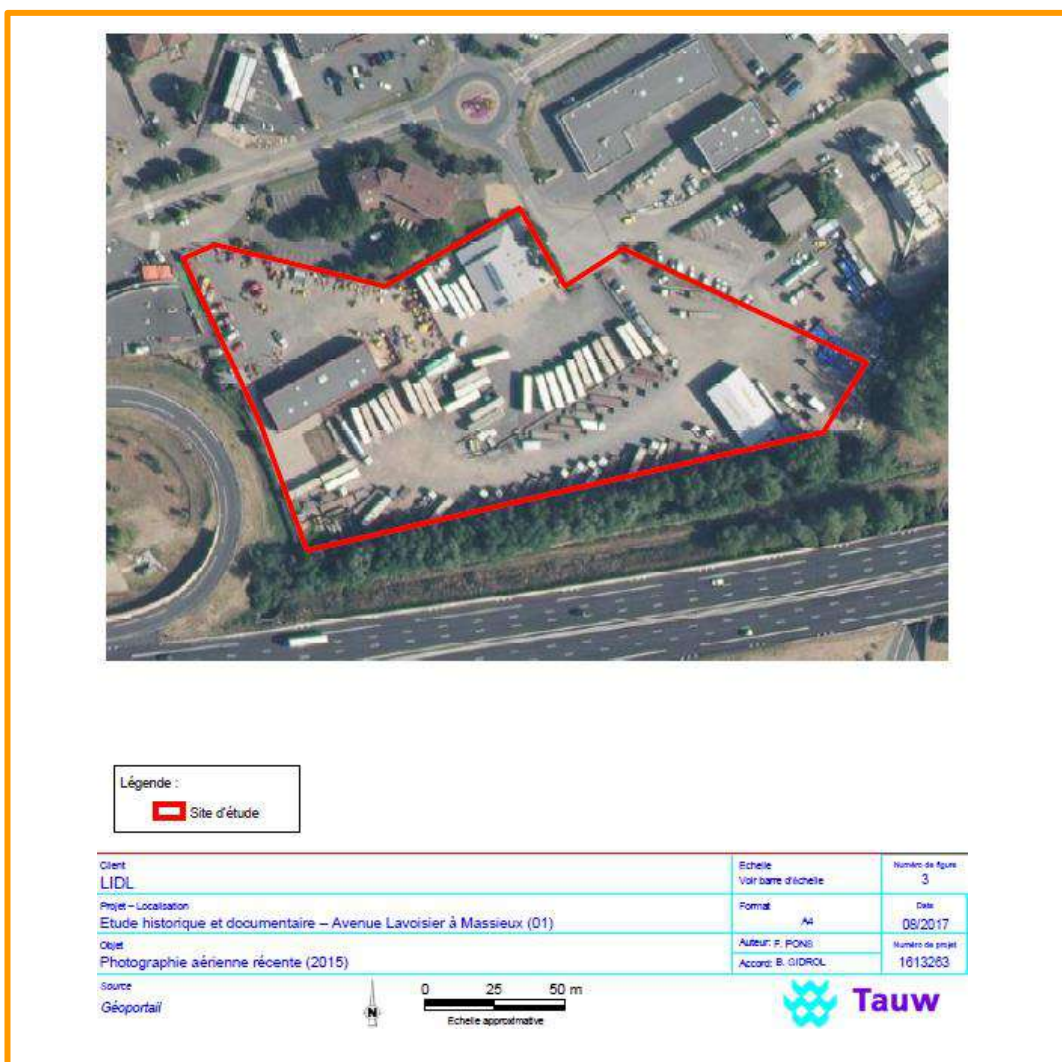 Légende :
Site d'étude
Client
LIDL
Echelle
Voir barre d'échelle
Numéro de figure
3
Projet – Localisation
Etude historique et documentaire – Avenue Lavoisier à Massieux (01)
Format
A4
Date
08/2017
Objet
Photographie aérienne récente (2015)
Auteur: F. PONS
Accord: B. GIDROL
Numéro de projet
1613263
Source
Géoportail
N
0 25 50 m
Echelle approximative
Tauw